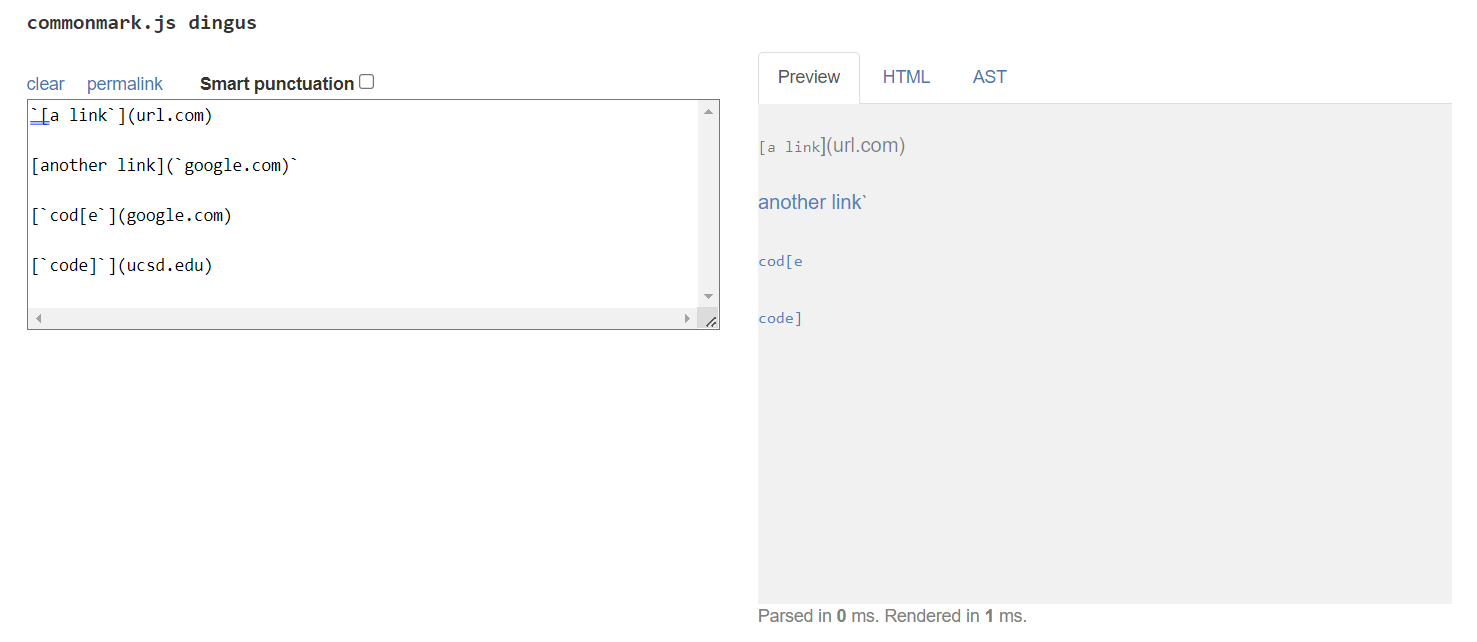 commonmark.js dingus
clear permalink Smart punctuation
`[a link`](url.com)
[another link](`google.com)`
[`cod[e`](google.com)
[`code]`](ucsd.edu)
Preview HTML AST
[a link](url.com)
another link`
cod[e
code]
Parsed in 0 ms. Rendered in 1 ms.